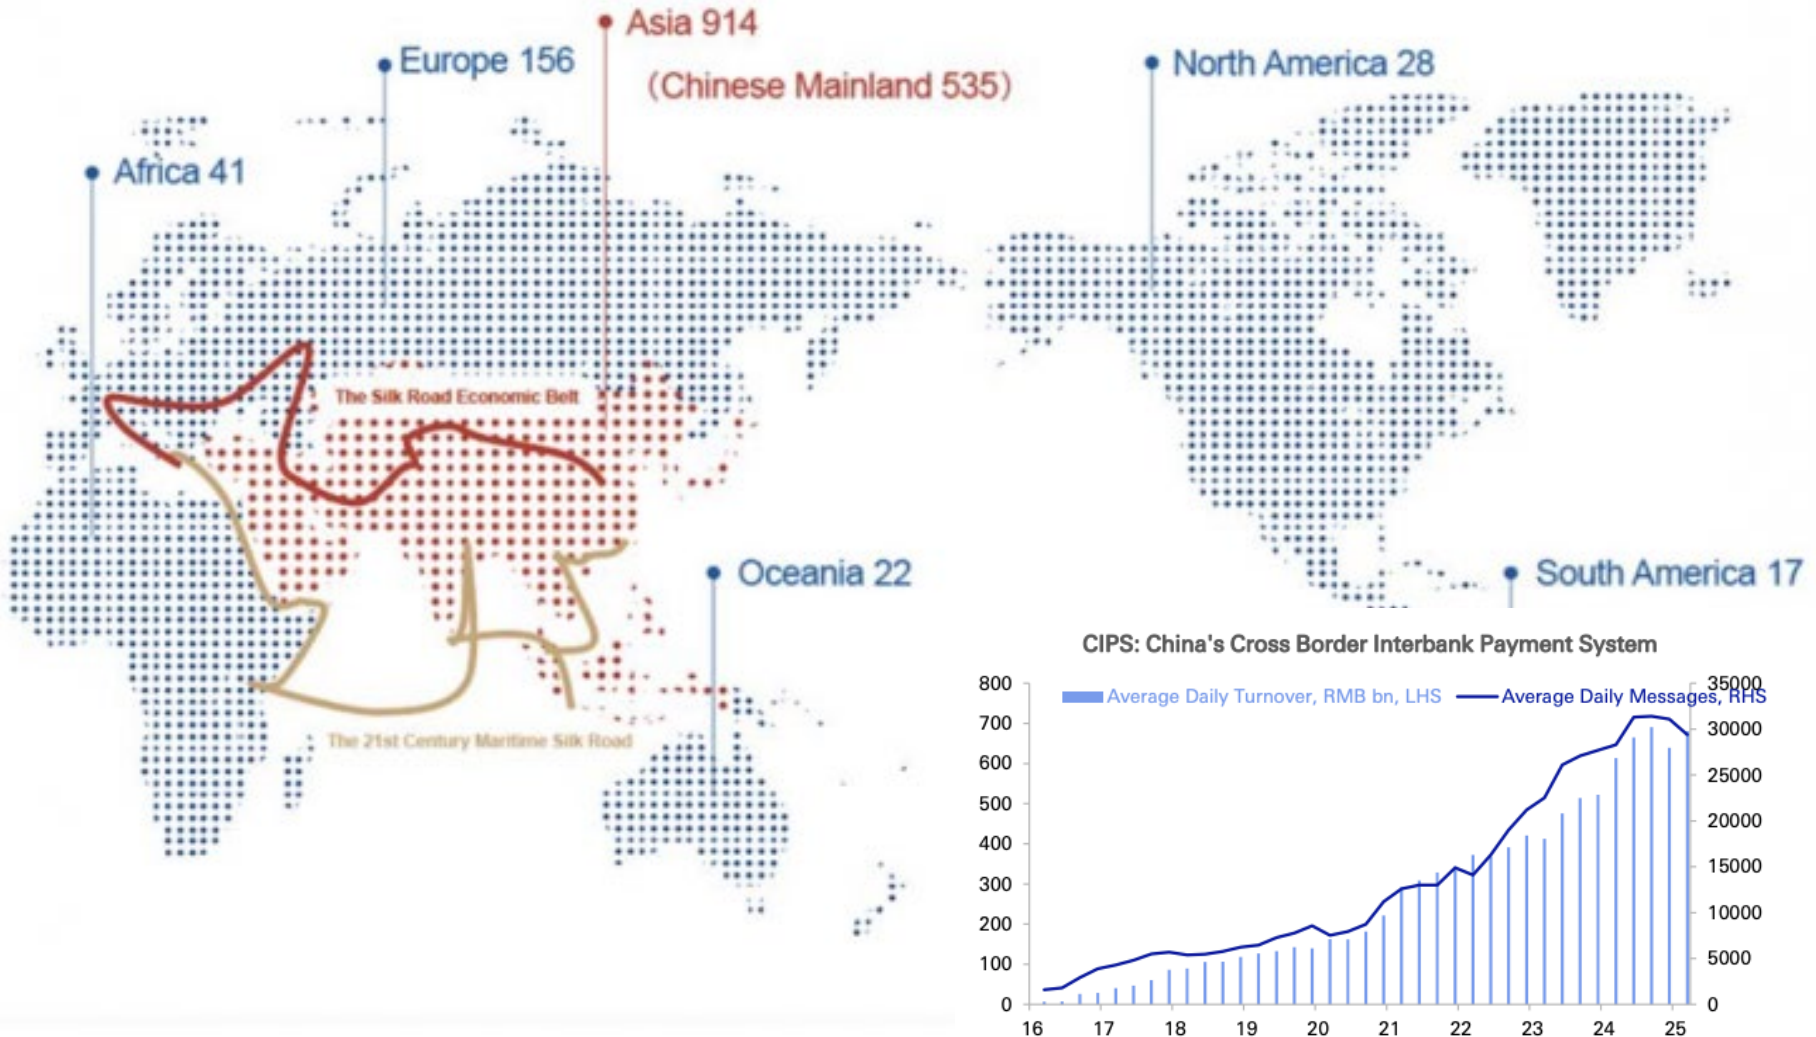 Asia 914
(Chinese Mainland 535)
Europe 156
North America 28
Africa 41
The Silk Road Economic Belt
Oceania 22
South America 17
The 21st Century Maritime Silk Road
CIPS: China's Cross Border Interbank Payment System
Average Daily Turnover, RMB bn, LHS
Average Daily Messages, RHS
800
700
600
500
400
300
200
100
0
35000
30000
25000
20000
15000
10000
5000
0
16 17 18 19 20 21 22 23 24 25